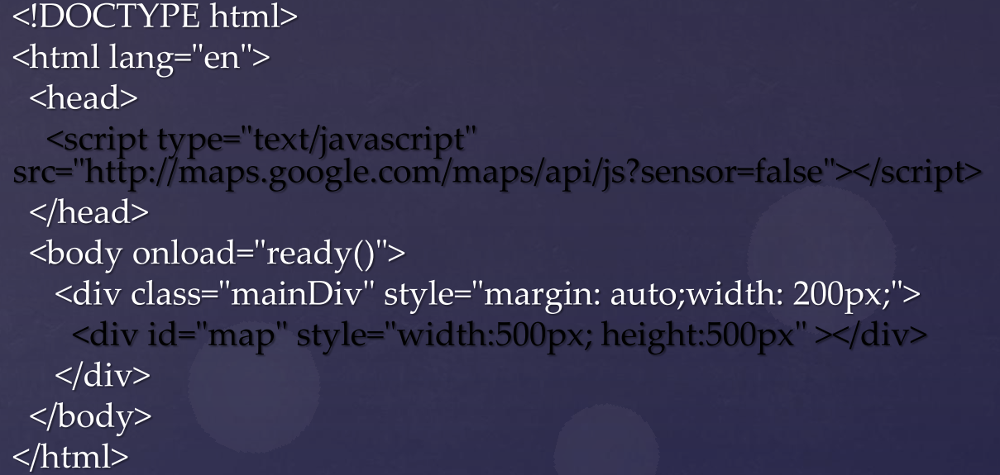 <!DOCTYPE html>
<html lang="en">
<head>
<script type="text/javascript"
src="http://maps.google.com/maps/api/js?sensor=false"></script>
</head>
<body onload="ready()">
<div class="mainDiv" style="margin: auto;width: 200px;">
<div id="map" style="width:500px; height:500px" ></div>
</div>
</body>
</html>